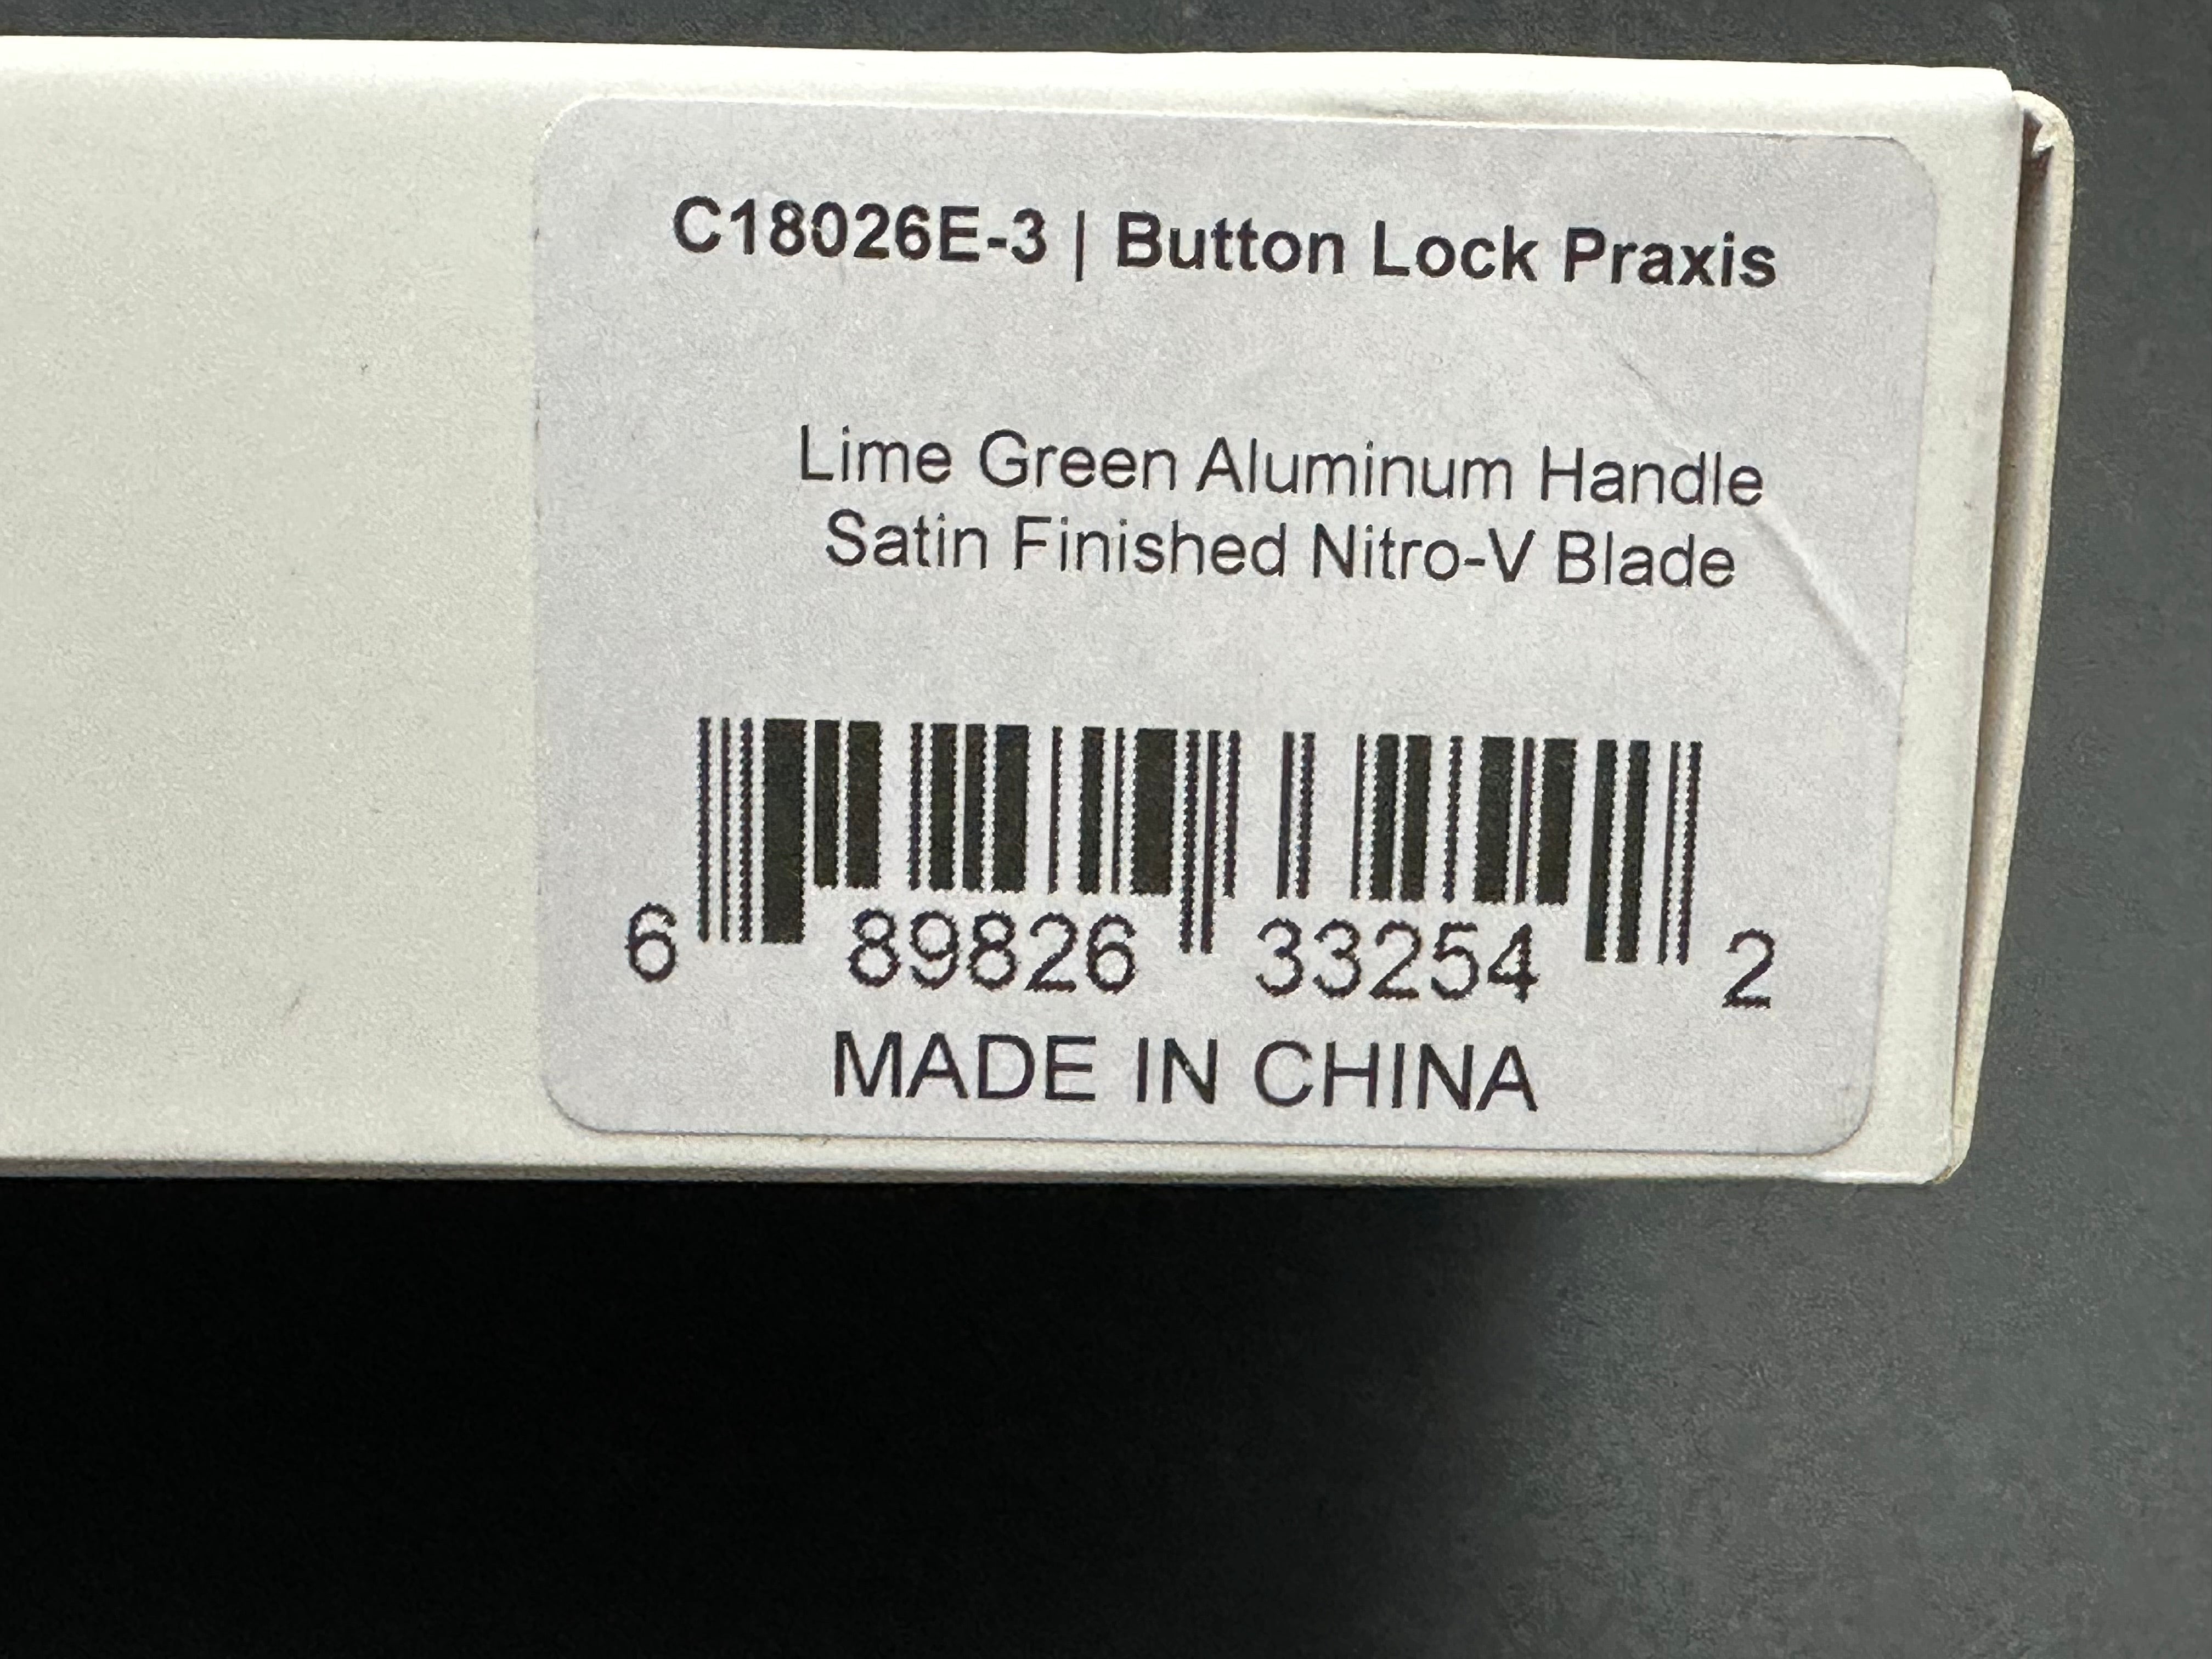 C18026E-3 | Button Lock Praxis
Lime Green Aluminum Handle
Satin Finished Nitro-V Blade
6 89826 33254 2
MADE IN CHINA